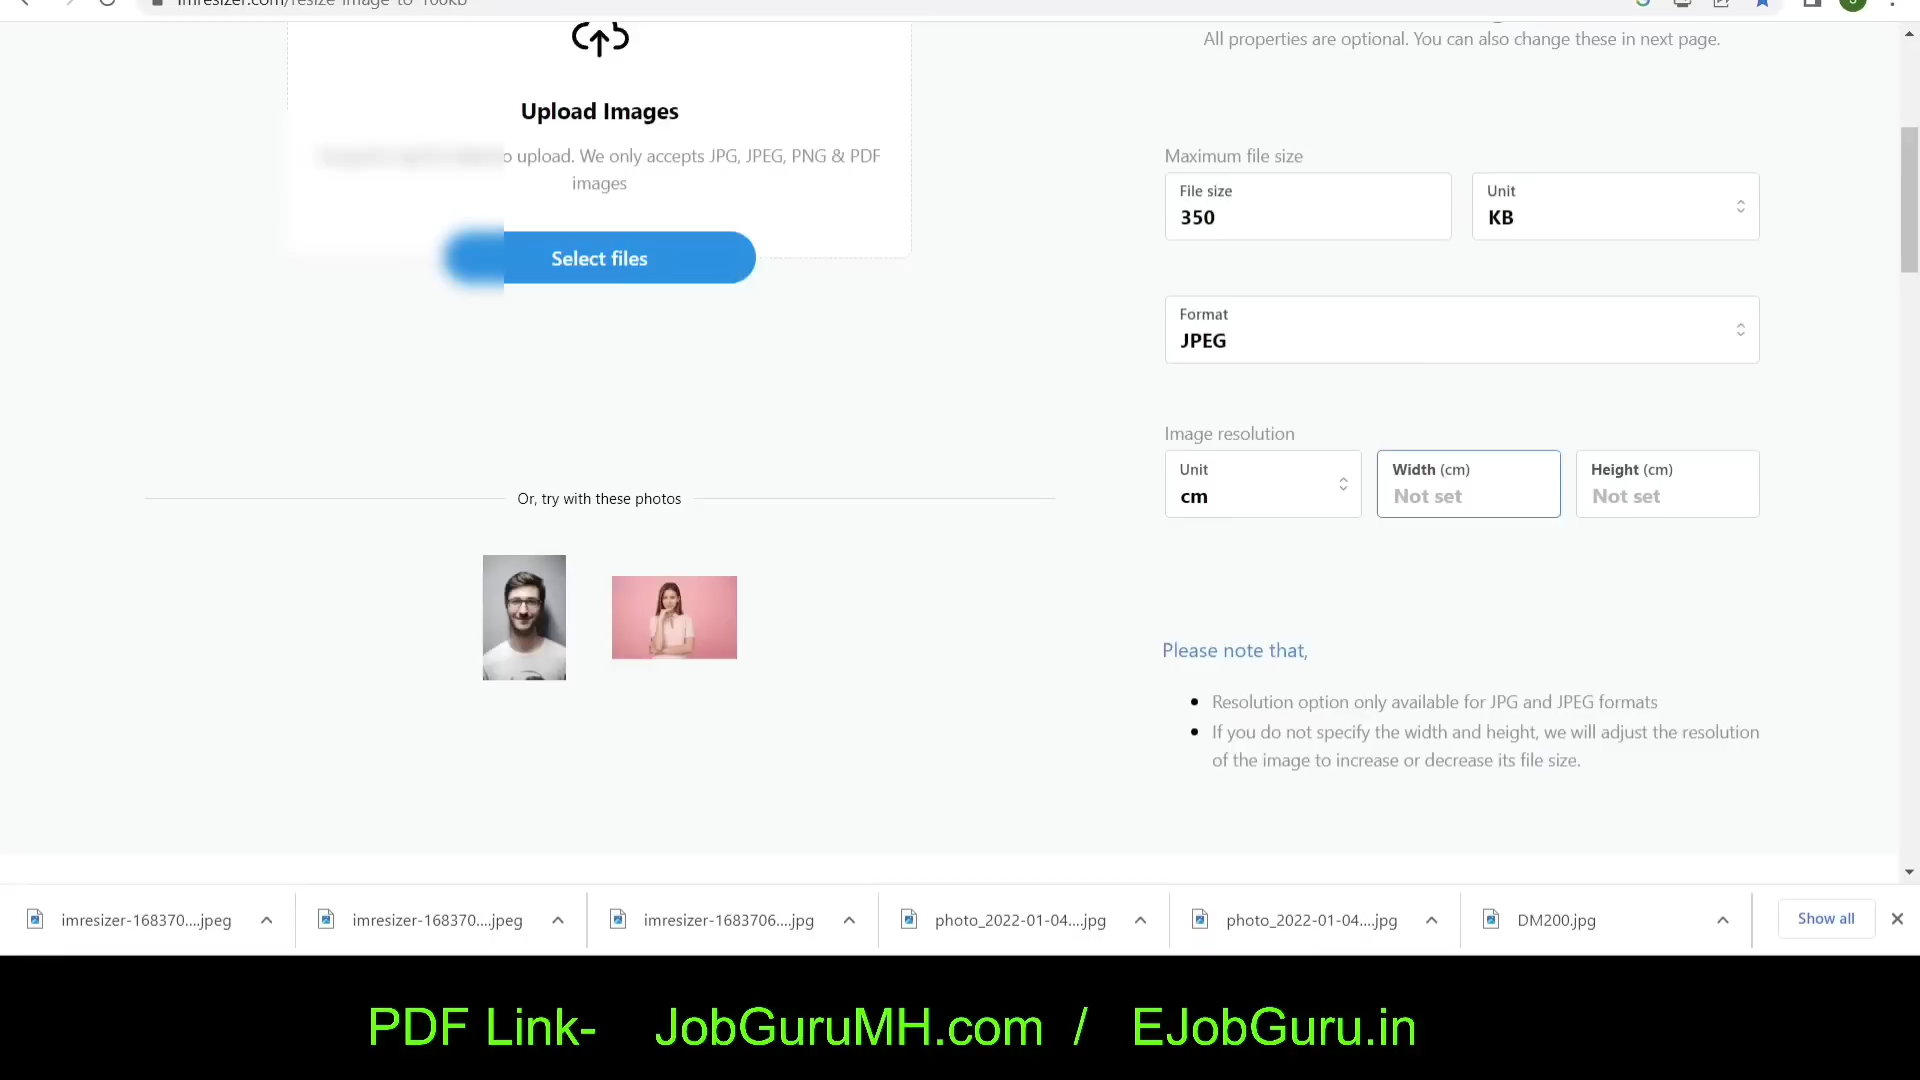 imresizer.com/resize-image-to-100kb
All properties are optional. You can also change these in next page.
Upload Images
upload. We only accepts JPG, JPEG, PNG & PDF
images
Select files
Maximum file size
File size
350
Unit
KB
Format
JPEG
Image resolution
Unit
cm
Width (cm)
Not set
Height (cm)
Not set
Or, try with these photos
Please note that,
Resolution option only available for JPG and JPEG formats
If you do not specify the width and height, we will adjust the resolution
of the image to increase or decrease its file size.
imresizer-168370....jpeg
imresizer-168370....jpeg
imresizer-1683706....jpg
photo_2022-01-04....jpg
photo_2022-01-04....jpg
DM200.jpg
Show all
PDF Link- JobGuruMH.com / EJobGuru.in